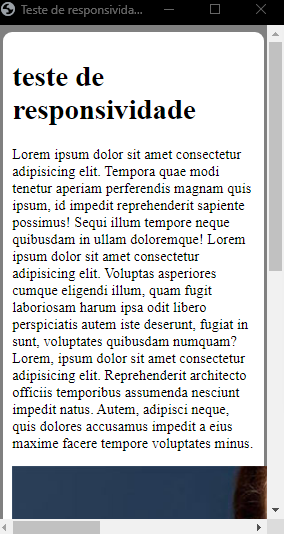 Teste de responsivida...
teste de
responsividade
Lorem ipsum dolor sit amet consectetur
adipisicing elit. Tempora quae modi
tenetur aperiam perferendis magnam quis
ipsum, id impedit reprehenderit sapiente
possimus! Sequi illum tempore neque
quibusdam in ullam doloremque! Lorem
ipsum dolor sit amet consectetur
adipisicing elit. Voluptas asperiores
cumque eligendi illum, quam fugit
laboriosam harum ipsa odit libero
perspiciatis autem iste deserunt, fugiat in
sunt, voluptates quibusdam numquam?
Lorem, ipsum dolor sit amet consectetur
adipisicing elit. Reprehenderit architecto
officiis temporibus assumenda nesciunt
impedit natus. Autem, adipisci neque,
quis dolores accusamus impedit a eius
maxime facere tempore voluptates minus.